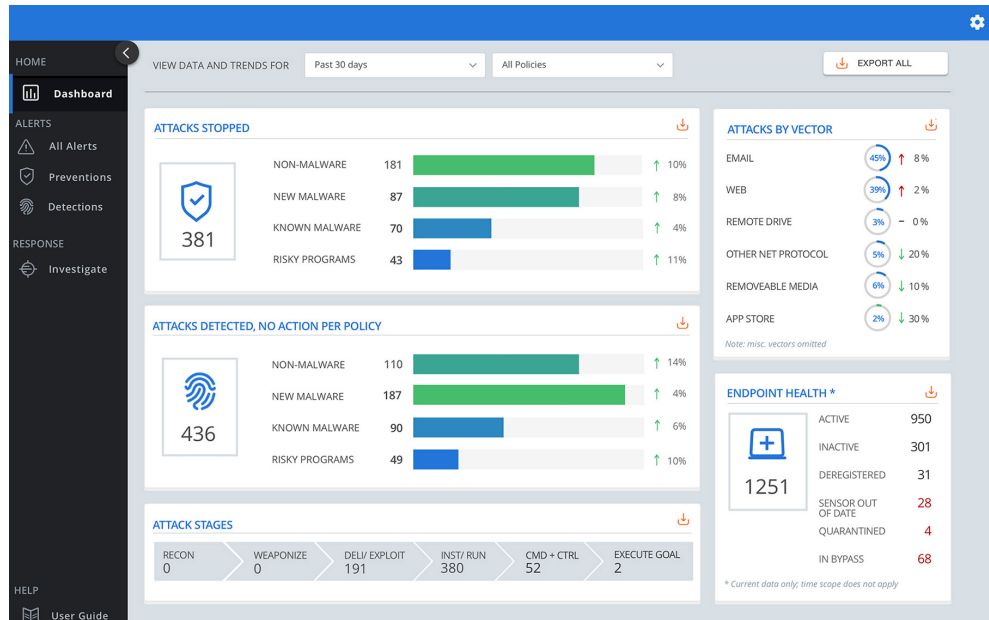 HOME
Dashboard
ALERTS
All Alerts
Preventions
Detections
RESPONSE
Investigate
HELP
User Guide
VIEW DATA AND TRENDS FOR Past 30 days All Policies EXPORT ALL
ATTACKS STOPPED
381
NON-MALWARE 181 ↑ 10%
NEW MALWARE 87 ↑ 8%
KNOWN MALWARE 70 ↑ 4%
RISKY PROGRAMS 43 ↑ 11%
ATTACKS DETECTED, NO ACTION PER POLICY
436
NON-MALWARE 110 ↑ 14%
NEW MALWARE 187 ↑ 4%
KNOWN MALWARE 90 ↑ 6%
RISKY PROGRAMS 49 ↑ 10%
ATTACK STAGES
RECON WEAPONIZE DELI/ EXPLOIT INST/ RUN CMD + CTRL EXECUTE GOAL
0 0 191 380 52 2
ATTACKS BY VECTOR
EMAIL 45% ↑ 8%
WEB 39% ↑ 2%
REMOTE DRIVE 3% – 0%
OTHER NET PROTOCOL 5% ↓ 20%
REMOVEABLE MEDIA 6% ↓ 10%
APP STORE 2% ↓ 30%
Note: misc. vectors omitted
ENDPOINT HEALTH *
1251
ACTIVE 950
INACTIVE 301
DEREGISTERED 31
SENSOR OUT 28
OF DATE
QUARANTINED 4
IN BYPASS 68
* Current data only; time scope does not apply